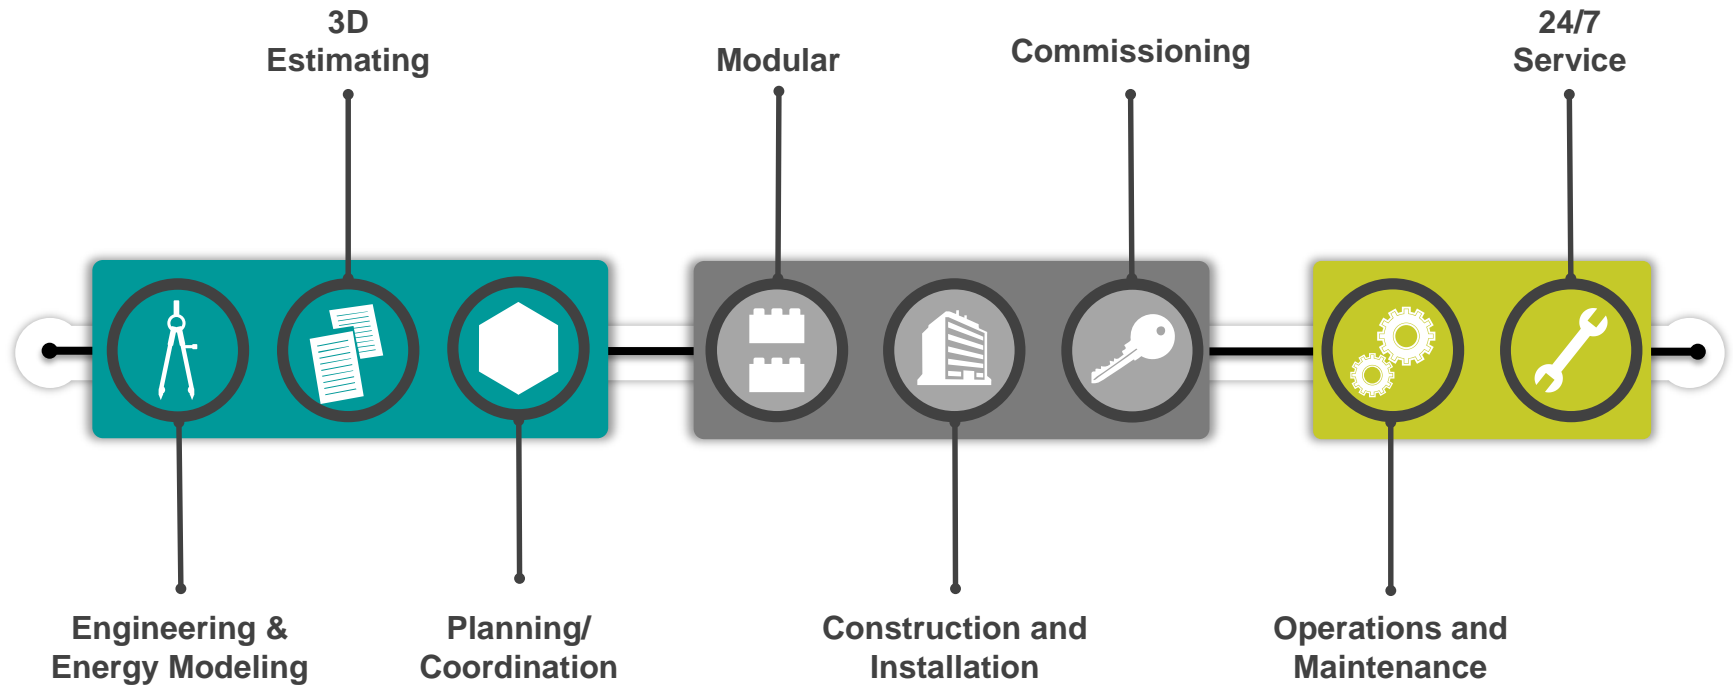 3D
Estimating
Modular
Commissioning
24/7
Service
Engineering &
Energy Modeling
Planning/
Coordination
Construction and
Installation
Operations and
Maintenance